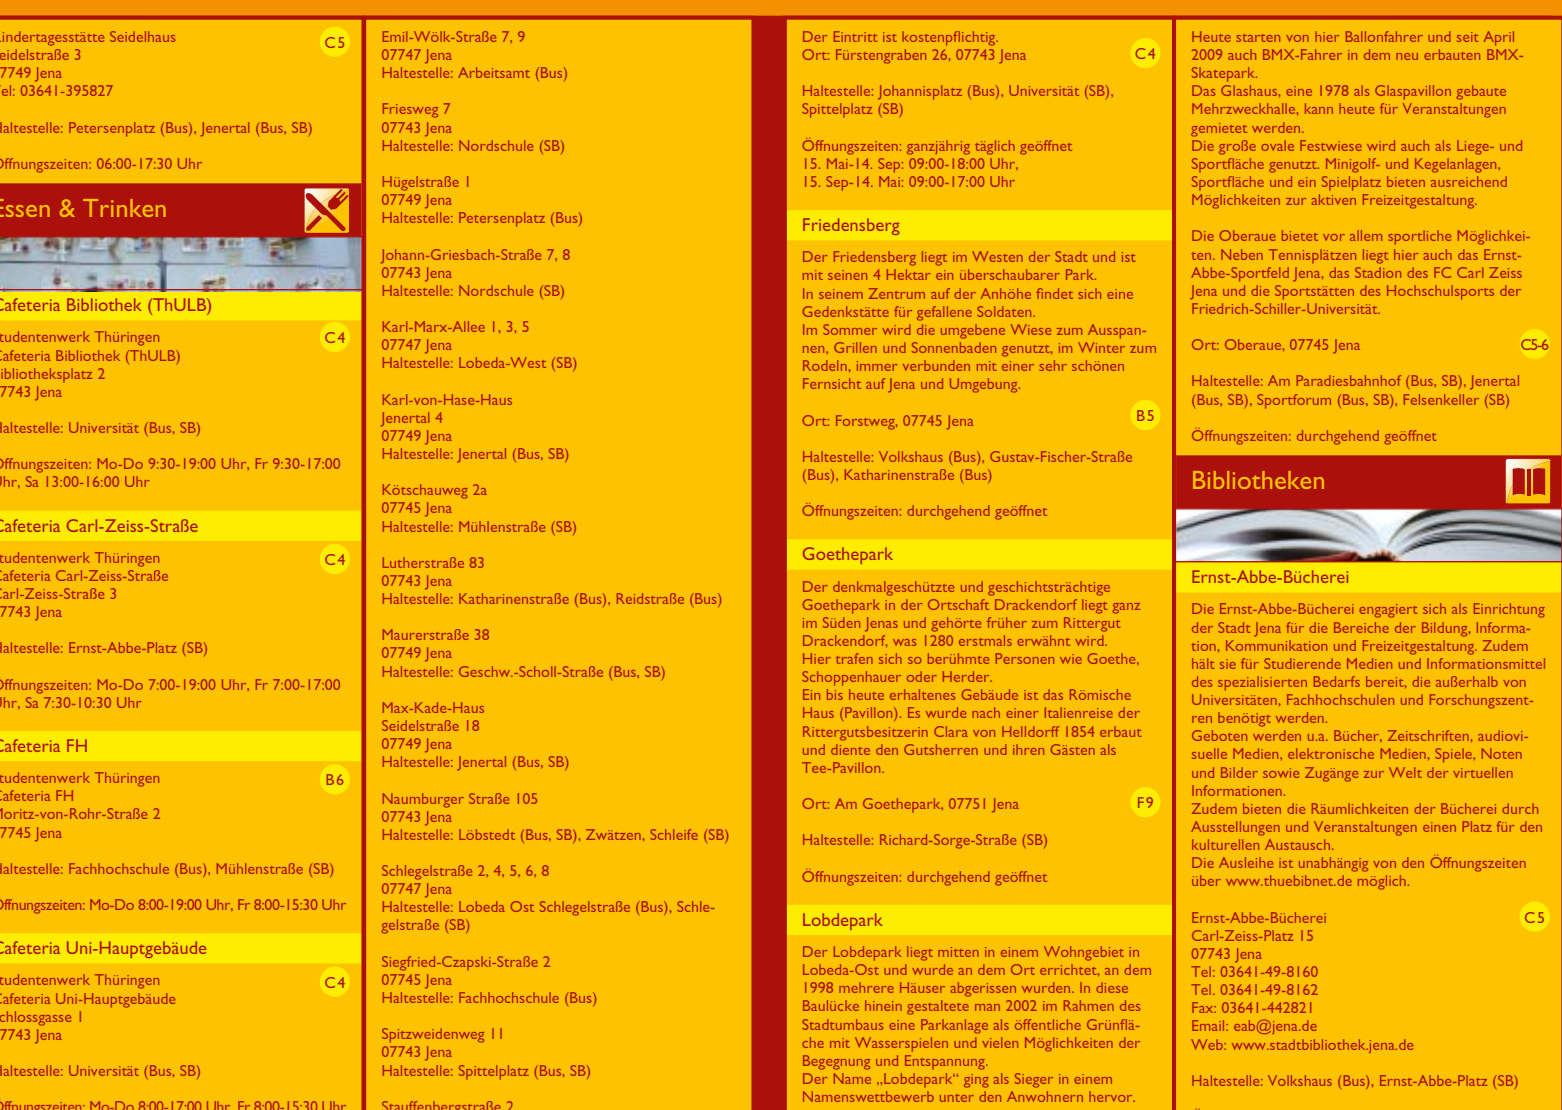 indertagesstätte Seidelhaus
C5
eidelstraße 3
7749 Jena
el: 03641-395827
altestelle: Petersenplatz (Bus), Jenertal (Bus, SB)
Öffnungszeiten: 06:00-17:30 Uhr
Essen & Trinken
Cafeteria Bibliothek (ThULB)
tudentenwerk Thüringen
C4
Cafeteria Bibliothek (ThULB)
ibliotheksplatz 2
7743 Jena
altestelle: Universität (Bus, SB)
Öffnungszeiten: Mo-Do 9:30-19:00 Uhr, Fr 9:30-17:00
Uhr, Sa 13:00-16:00 Uhr
Cafeteria Carl-Zeiss-Straße
tudentenwerk Thüringen
C4
Cafeteria Carl-Zeiss-Straße
Carl-Zeiss-Straße 3
7743 Jena
altestelle: Ernst-Abbe-Platz (SB)
Öffnungszeiten: Mo-Do 7:00-19:00 Uhr, Fr 7:00-17:00
Uhr, Sa 7:30-10:30 Uhr
Cafeteria FH
tudentenwerk Thüringen
B6
Cafeteria FH
Moritz-von-Rohr-Straße 2
7745 Jena
altestelle: Fachhochschule (Bus), Mühlenstraße (SB)
Öffnungszeiten: Mo-Do 8:00-19:00 Uhr, Fr 8:00-15:30 Uhr
Cafeteria Uni-Hauptgebäude
tudentenwerk Thüringen
C4
Cafeteria Uni-Hauptgebäude
chlossgasse 1
7743 Jena
altestelle: Universität (Bus, SB)
Öffnungszeiten: Mo-Do 8:00-17:00 Uhr, Fr 8:00-15:30 Uhr
Emil-Wölk-Straße 7, 9
07747 Jena
Haltestelle: Arbeitsamt (Bus)
Friesweg 7
07743 Jena
Haltestelle: Nordschule (SB)
Hügelstraße 1
07749 Jena
Haltestelle: Petersenplatz (Bus)
Johann-Griesbach-Straße 7, 8
07743 Jena
Haltestelle: Nordschule (SB)
Karl-Marx-Allee 1, 3, 5
07747 Jena
Haltestelle: Lobeda-West (SB)
Karl-von-Hase-Haus
Jenertal 4
07749 Jena
Haltestelle: Jenertal (Bus, SB)
Kötschauweg 2a
07745 Jena
Haltestelle: Mühlenstraße (SB)
Lutherstraße 83
07743 Jena
Haltestelle: Katharinenstraße (Bus), Reidstraße (Bus)
Maurerstraße 38
07749 Jena
Haltestelle: Geschw.-Scholl-Straße (Bus, SB)
Max-Kade-Haus
Seidelstraße 18
07749 Jena
Haltestelle: Jenertal (Bus, SB)
Naumburger Straße 105
07743 Jena
Haltestelle: Löbstedt (Bus, SB), Zwätzen, Schleife (SB)
Schlegelstraße 2, 4, 5, 6, 8
07747 Jena
Haltestelle: Lobeda Ost Schlegelstraße (Bus), Schle-
gelstraße (SB)
Siegfried-Czapski-Straße 2
07745 Jena
Haltestelle: Fachhochschule (Bus)
Spitzweidenweg 11
07743 Jena
Haltestelle: Spittelplatz (Bus, SB)
Stauffenbergstraße 2
Der Eintritt ist kostenpflichtig.
Ort: Fürstengraben 26, 07743 Jena
C4
Haltestelle: Johannisplatz (Bus), Universität (SB),
Spittelplatz (SB)
Öffnungszeiten: ganzjährig täglich geöffnet
15. Mai-14. Sep: 09:00-18:00 Uhr,
15. Sep-14. Mai: 09:00-17:00 Uhr
Friedensberg
Der Friedensberg liegt im Westen der Stadt und ist
mit seinen 4 Hektar ein überschaubarer Park.
In seinem Zentrum auf der Anhöhe findet sich eine
Gedenkstätte für gefallene Soldaten.
Im Sommer wird die umgebene Wiese zum Ausspan-
nen, Grillen und Sonnenbaden genutzt, im Winter zum
Rodeln, immer verbunden mit einer sehr schönen
Fernsicht auf Jena und Umgebung.
Ort: Forstweg, 07745 Jena
B5
Haltestelle: Volkshaus (Bus), Gustav-Fischer-Straße
(Bus), Katharinenstraße (Bus)
Öffnungszeiten: durchgehend geöffnet
Goethepark
Der denkmalgeschützte und geschichtsträchtige
Goethepark in der Ortschaft Drackendorf liegt ganz
im Süden Jenas und gehörte früher zum Rittergut
Drackendorf, was 1280 erstmals erwähnt wird.
Hier trafen sich so berühmte Personen wie Goethe,
Schoppenhauer oder Herder.
Ein bis heute erhaltenes Gebäude ist das Römische
Haus (Pavillon). Es wurde nach einer Italienreise der
Rittergutsbesitzerin Clara von Helldorff 1854 erbaut
und diente den Gutsherren und ihren Gästen als
Tee-Pavillon.
Ort: Am Goethepark, 07751 Jena
F9
Haltestelle: Richard-Sorge-Straße (SB)
Öffnungszeiten: durchgehend geöffnet
Lobdepark
Der Lobdepark liegt mitten in einem Wohngebiet in
Lobeda-Ost und wurde an dem Ort errichtet, an dem
1998 mehrere Häuser abgerissen wurden. In diese
Baulücke hinein gestaltete man 2002 im Rahmen des
Stadtumbaus eine Parkanlage als öffentliche Grünflä-
che mit Wasserspielen und vielen Möglichkeiten der
Begegnung und Entspannung.
Der Name „Lobdepark“ ging als Sieger in einem
Namenswettbewerb unter den Anwohnern hervor.
Heute starten von hier Ballonfahrer und seit April
2009 auch BMX-Fahrer in dem neu erbauten BMX-
Skatepark.
Das Glashaus, eine 1978 als Glaspavillon gebaute
Mehrzweckhalle, kann heute für Veranstaltungen
gemietet werden.
Die große ovale Festwiese wird auch als Liege- und
Sportfläche genutzt. Minigolf- und Kegelanlagen,
Sportfläche und ein Spielplatz bieten ausreichend
Möglichkeiten zur aktiven Freizeitgestaltung.
Die Oberaue bietet vor allem sportliche Möglichkei-
ten. Neben Tennisplätzen liegt hier auch das Ernst-
Abbe-Sportfeld Jena, das Stadion des FC Carl Zeiss
Jena und die Sportstätten des Hochschulsports der
Friedrich-Schiller-Universität.
Ort: Oberaue, 07745 Jena
C5-6
Haltestelle: Am Paradiesbahnhof (Bus, SB), Jenertal
(Bus, SB), Sportforum (Bus, SB), Felsenkeller (SB)
Öffnungszeiten: durchgehend geöffnet
Bibliotheken
Ernst-Abbe-Bücherei
Die Ernst-Abbe-Bücherei engagiert sich als Einrichtung
der Stadt Jena für die Bereiche der Bildung, Informa-
tion, Kommunikation und Freizeitgestaltung. Zudem
hält sie für Studierende Medien und Informationsmittel
des spezialisierten Bedarfs bereit, die außerhalb von
Universitäten, Fachhochschulen und Forschungszent-
ren benötigt werden.
Geboten werden u.a. Bücher, Zeitschriften, audiovi-
suelle Medien, elektronische Medien, Spiele, Noten
und Bilder sowie Zugänge zur Welt der virtuellen
Informationen.
Zudem bieten die Räumlichkeiten der Bücherei durch
Ausstellungen und Veranstaltungen einen Platz für den
kulturellen Austausch.
Die Ausleihe ist unabhängig von den Öffnungszeiten
über www.thuebibnet.de möglich.
Ernst-Abbe-Bücherei
C5
Carl-Zeiss-Platz 15
07743 Jena
Tel: 03641-49-8160
Tel. 03641-49-8162
Fax: 03641-442821
Email: eab@jena.de
Web: www.stadtbibliothek.jena.de
Haltestelle: Volkshaus (Bus), Ernst-Abbe-Platz (SB)